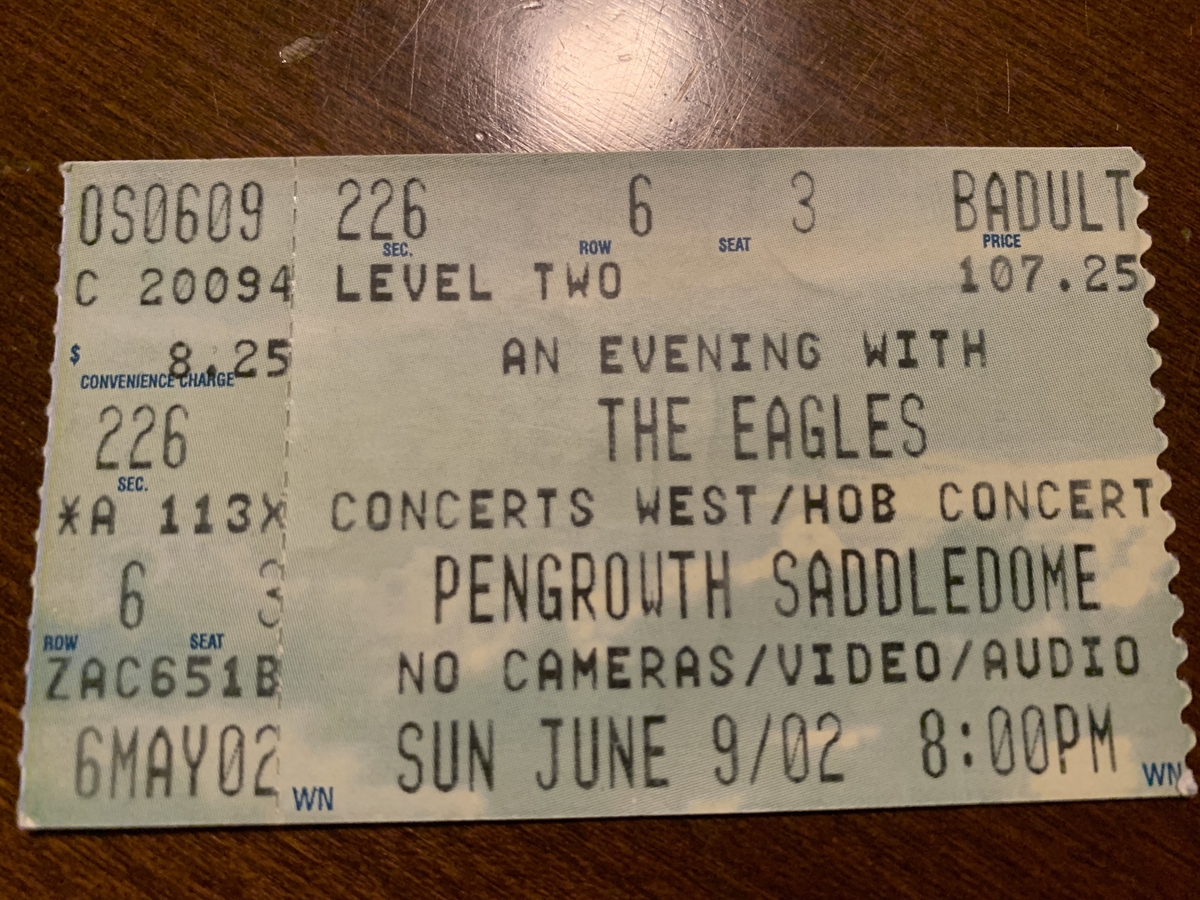 OS0609
C 20094
$ 8.25
CONVENIENCE CHARGE
226
SEC.
*A 113X
6 3
ROW SEAT
ZAC651B
6MAY02
226 6 3 BADULT
SEC. ROW SEAT PRICE
LEVEL TWO 107.25
AN EVENING WITH
THE EAGLES
CONCERTS WEST/HOB CONCERT
PENGROWTH SADDLEDOME
NO CAMERAS/VIDEO/AUDIO
SUN JUNE 9/02 8:00PM
WN WN